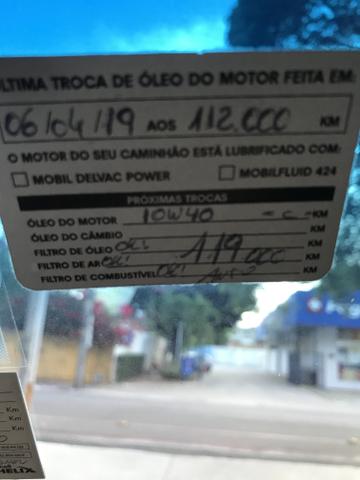 ÚLTIMA TROCA DE ÓLEO DO MOTOR FEITA EM:
06/04/19 AOS 112.000 KM
O MOTOR DO SEU CAMINHÃO ESTÁ LUBRIFICADO COM:
MOBIL DELVAC POWER MOBILFLUID 424
PRÓXIMAS TROCAS
ÓLEO DO MOTOR 10W40 KM
ÓLEO DO CÂMBIO KM
FILTRO DE ÓLEO 119.000 KM
FILTRO DE AR KM
FILTRO DE COMBUSTÍVEL KM
Km
Km
Km
HELIX